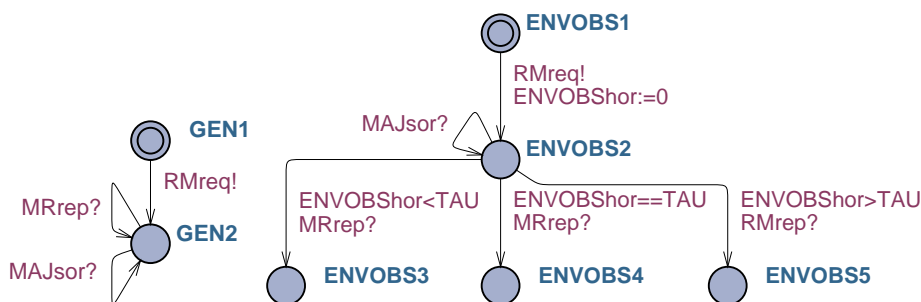 ENVOBS1
RMreq!
ENVOBShor:=0
MAJsor?
ENVOBS2
GEN1
RMreq!
MRrep?
GEN2
MAJsor?
ENVOBShor<TAU
MRrep?
ENVOBShor==TAU
MRrep?
ENVOBShor>TAU
RMrep?
ENVOBS3
ENVOBS4
ENVOBS5